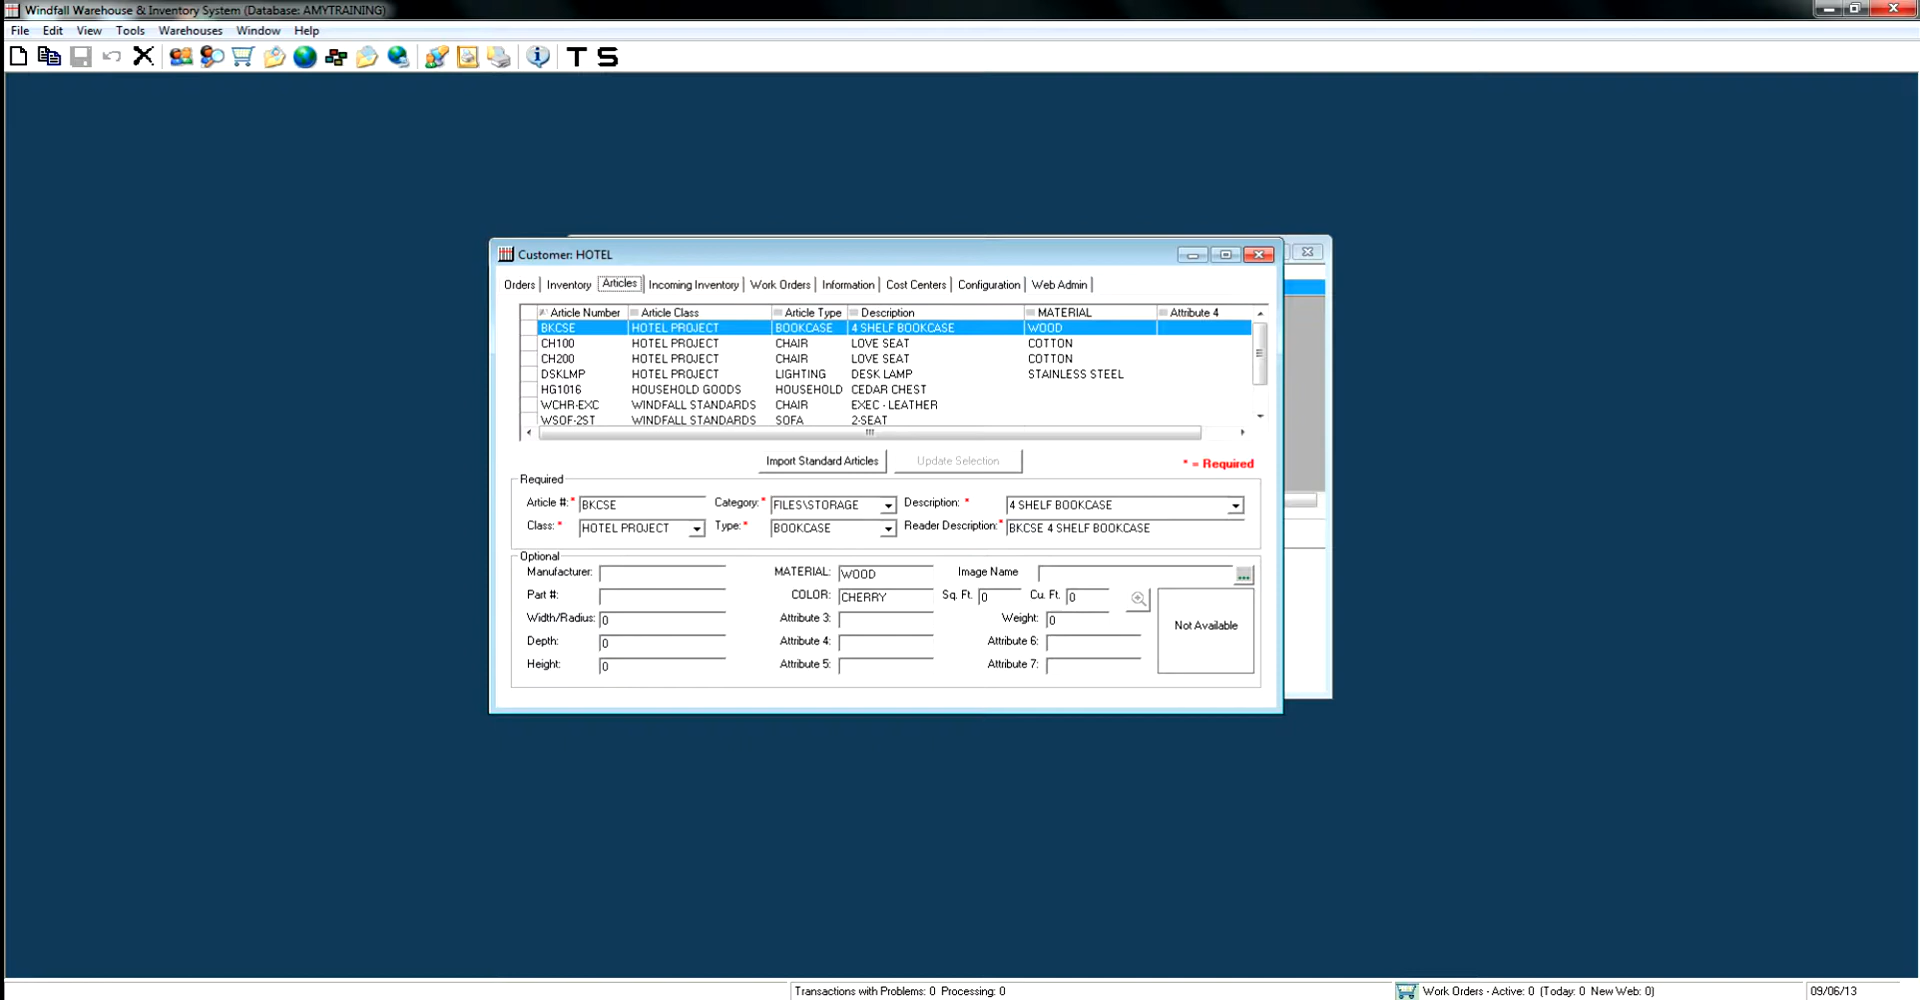 Windfall Warehouse & Inventory System (Database: AMYTRAINING)
File Edit View Tools Warehouses Window Help
T S
Customer: HOTEL
Orders Inventory Articles Incoming Inventory Work Orders Information Cost Centers Configuration Web Admin
Article Number Article Class Article Type Description MATERIAL Attribute 4
BKCSE HOTEL PROJECT BOOKCASE 4 SHELF BOOKCASE WOOD
CH100 HOTEL PROJECT CHAIR LOVE SEAT COTTON
CH200 HOTEL PROJECT CHAIR LOVE SEAT COTTON
DSKLMP HOTEL PROJECT LIGHTING DESK LAMP STAINLESS STEEL
HG1016 HOUSEHOLD GOODS HOUSEHOLD CEDAR CHEST
WCHR-EXC WINDFALL STANDARDS CHAIR EXEC - LEATHER
WSOF-2ST WINDFALL STANDARDS SOFA 2-SEAT
Import Standard Articles Update Selection * = Required
Required
Article #:* BKCSE Category:* FILES\STORAGE Description: * 4 SHELF BOOKCASE
Class: * HOTEL PROJECT Type:* BOOKCASE Reader Description:* BKCSE 4 SHELF BOOKCASE
Optional
Manufacturer: MATERIAL: WOOD Image Name ...
Part #: COLOR: CHERRY Sq. Ft. 0 Cu. Ft. 0
Width/Radius: 0 Attribute 3: Weight: 0 Not Available
Depth: 0 Attribute 4: Attribute 6:
Height: 0 Attribute 5: Attribute 7:
Transactions with Problems: 0 Processing: 0 Work Orders - Active: 0 (Today: 0 New Web: 0) 09/06/13